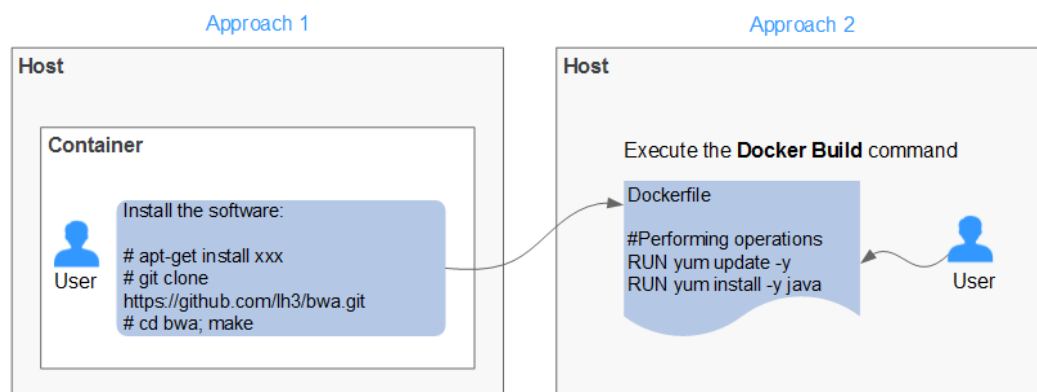 Approach 1
Host
Container
User
Install the software:
# apt-get install xxx
# git clone
https://github.com/lh3/bwa.git
# cd bwa; make
Approach 2
Host
Execute the Docker Build command
Dockerfile
#Performing operations
RUN yum update -y
RUN yum install -y java
User